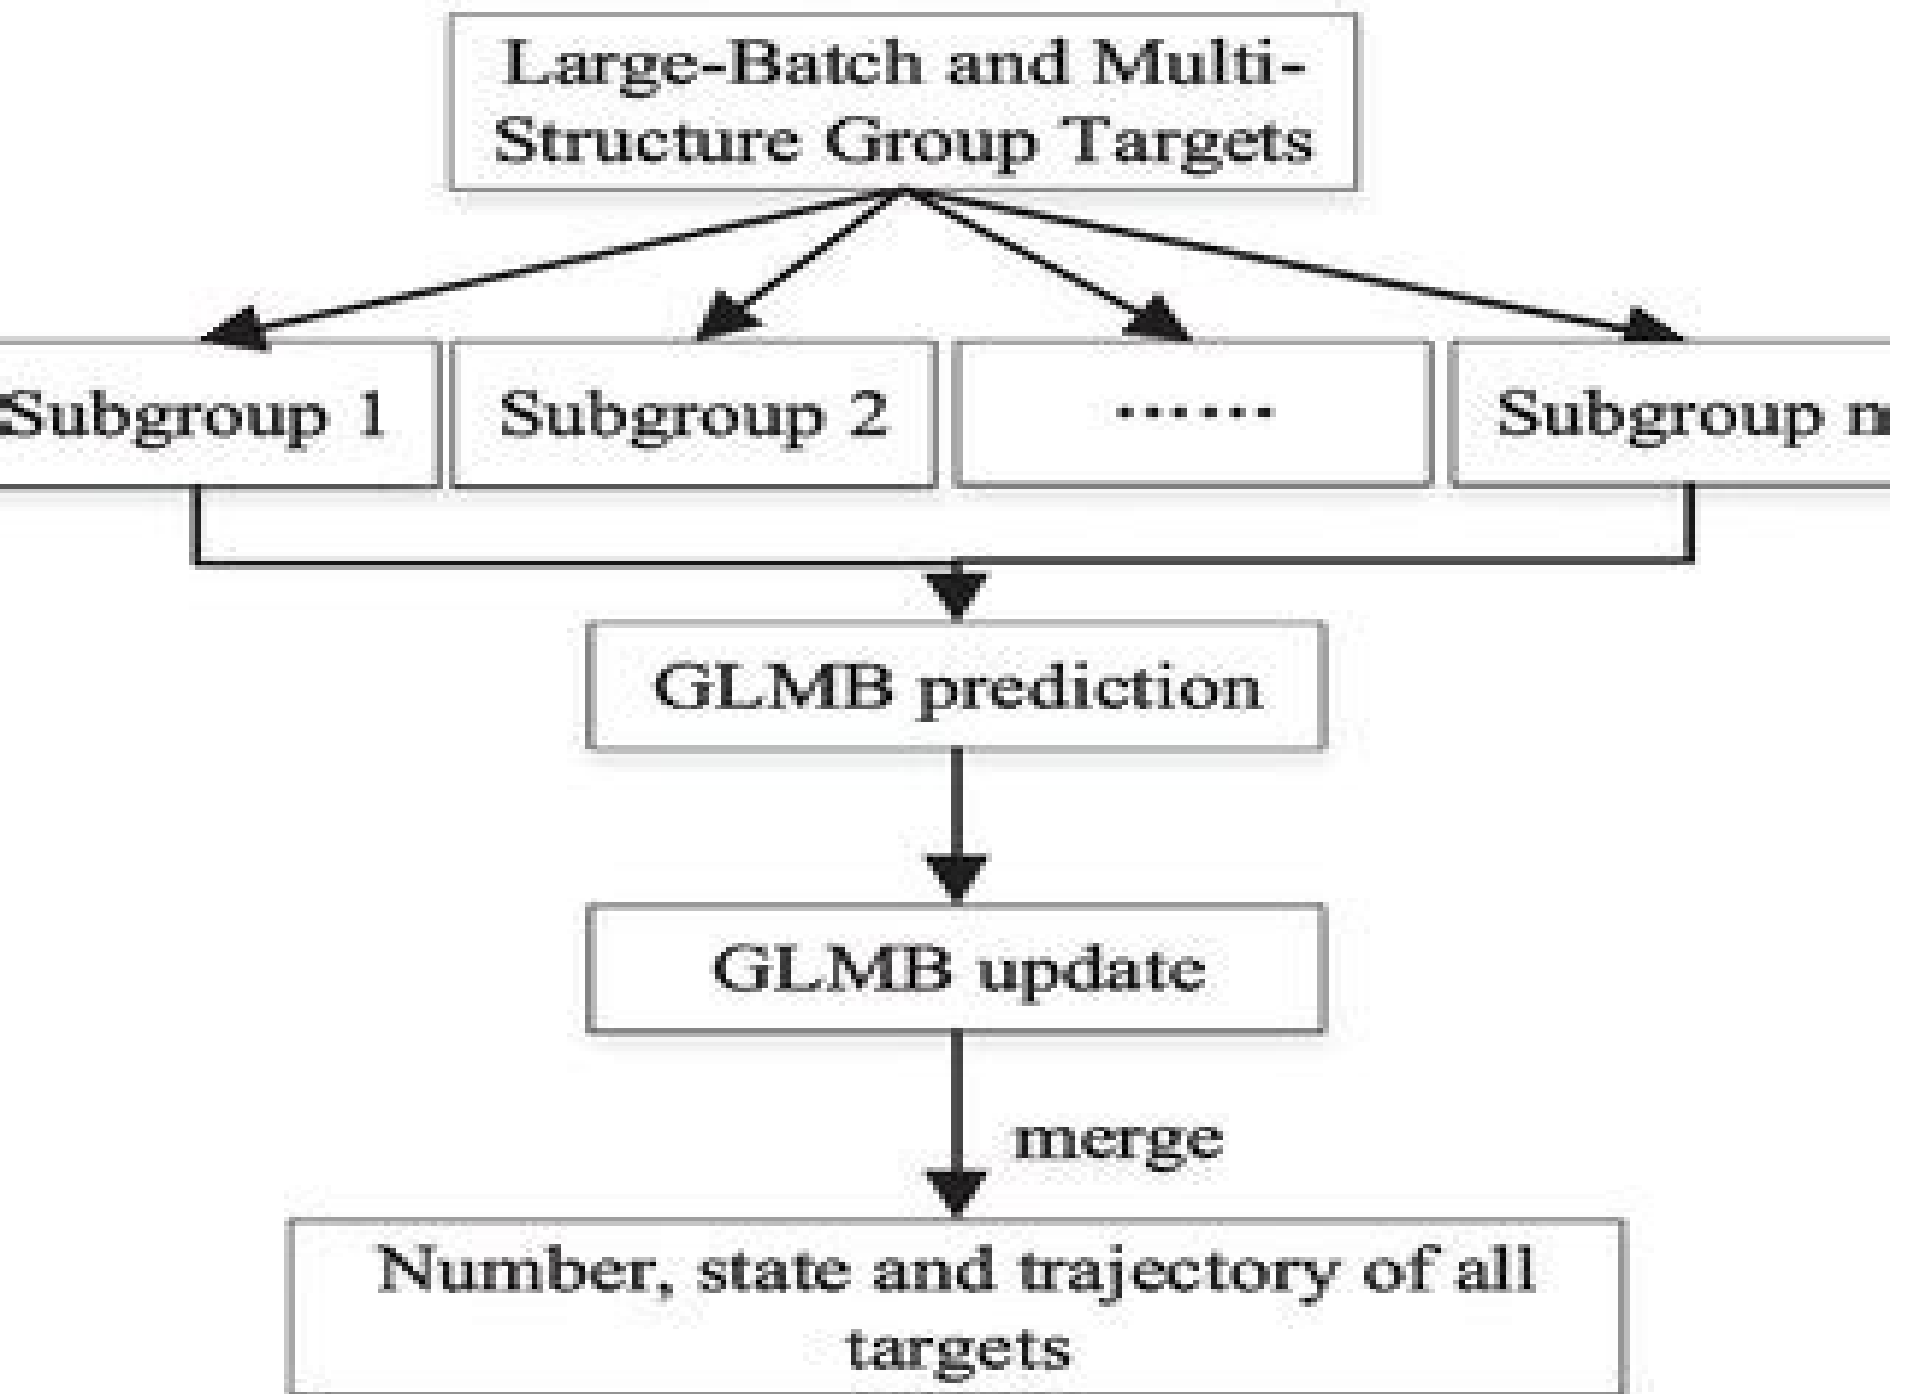 Large-Batch and Multi-
Structure Group Targets
Subgroup 1
Subgroup 2
......
Subgroup n
GLMB prediction
GLMB update
merge
Number, state and trajectory of all
targets